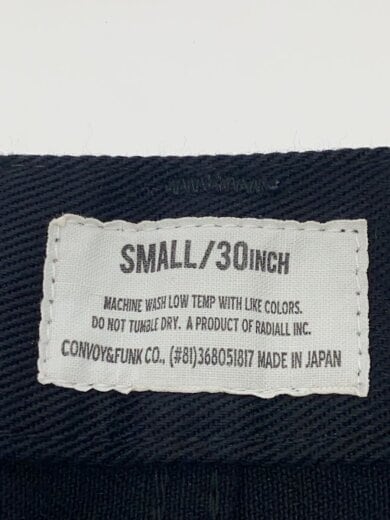 SMALL/30INCH
MACHINE WASH LOW TEMP WITH LIKE COLORS.
DO NOT TUMBLE DRY. A PRODUCT OF RADIALL INC.
CONVOY&FUNK CO., (#81)368051817 MADE IN JAPAN